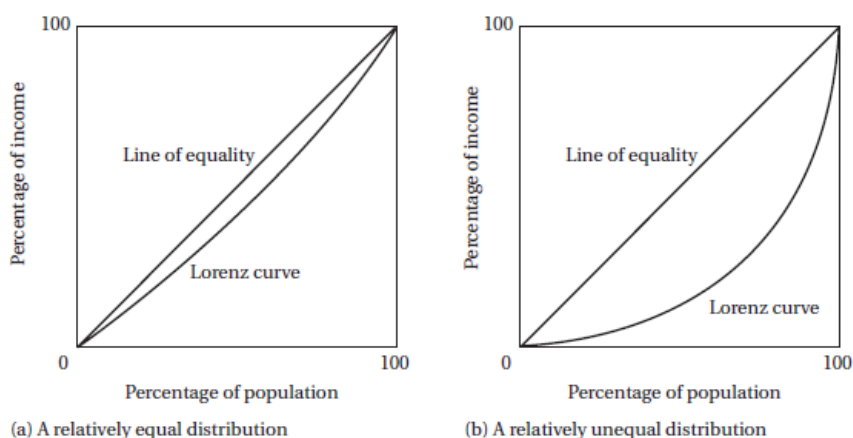 100
Percentage of income
Line of equality
Lorenz curve
0
100
Percentage of population
(a) A relatively equal distribution
100
Percentage of income
Line of equality
Lorenz curve
0
100
Percentage of population
(b) A relatively unequal distribution